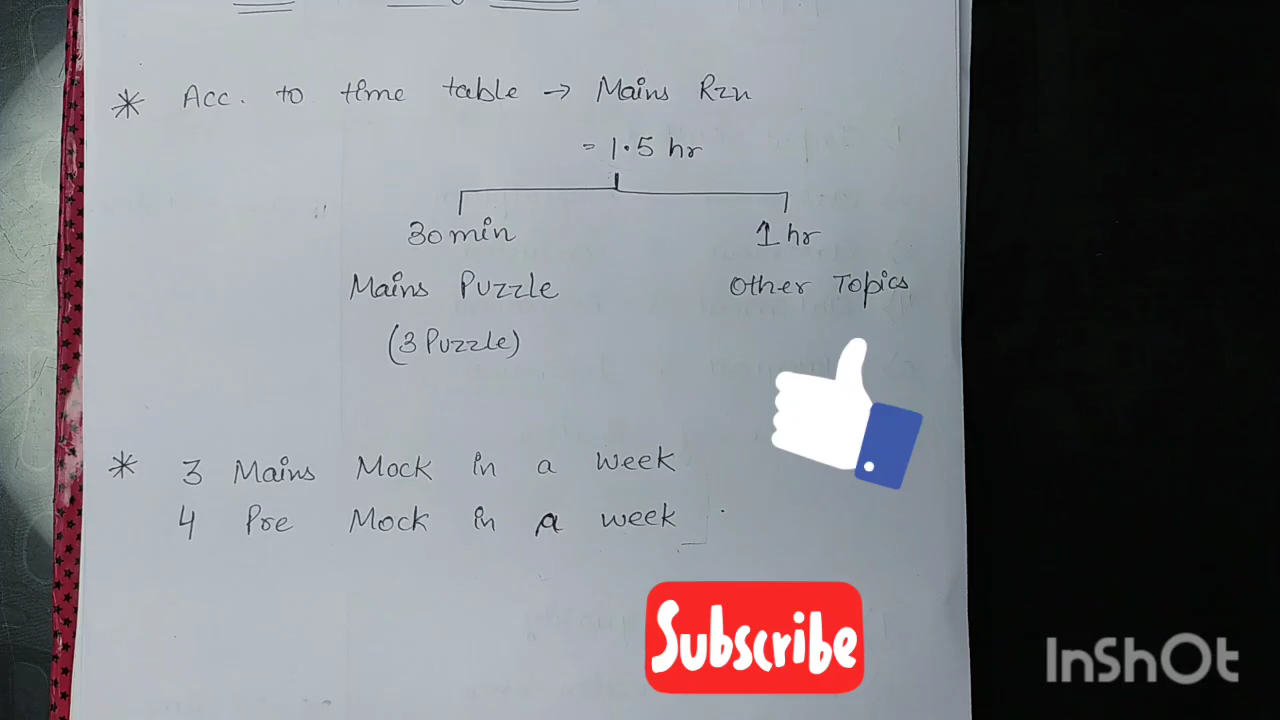 * Acc. to time table → Mains Rzn
= 1.5 hr
30 min 1 hr
Mains Puzzle Other Topics
(3 Puzzle)
* 3 Mains Mock in a week
4 Pre Mock in a week
Subscribe
InShOt